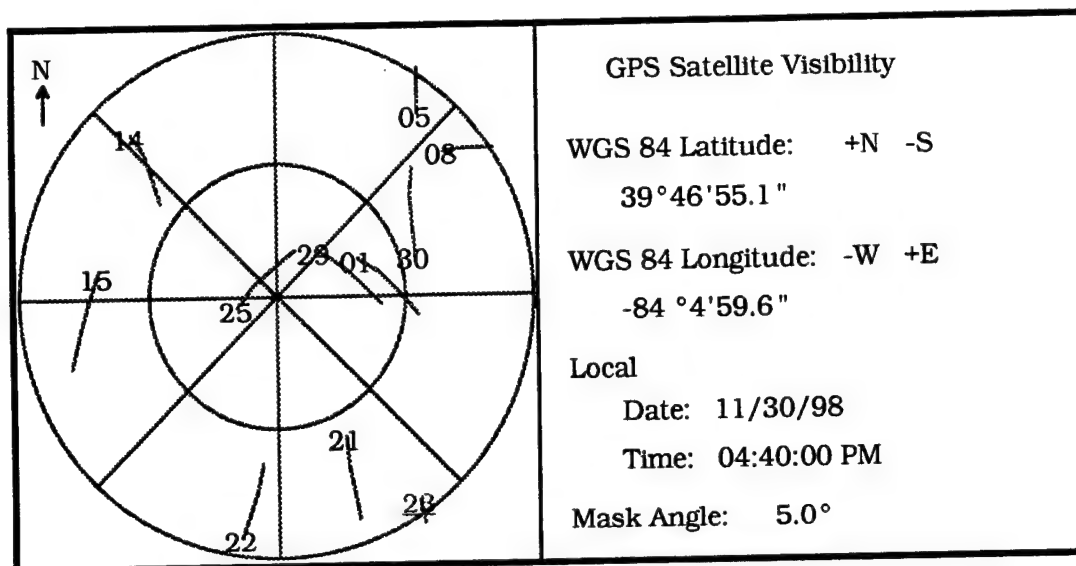 N
05
14
08
29
01
30
15
25
21
22
GPS Satellite Visibility
WGS 84 Latitude: +N -S
39°46'55.1"
WGS 84 Longitude: -W +E
-84 °4'59.6"
Local
Date: 11/30/98
Time: 04:40:00 PM
Mask Angle: 5.0°